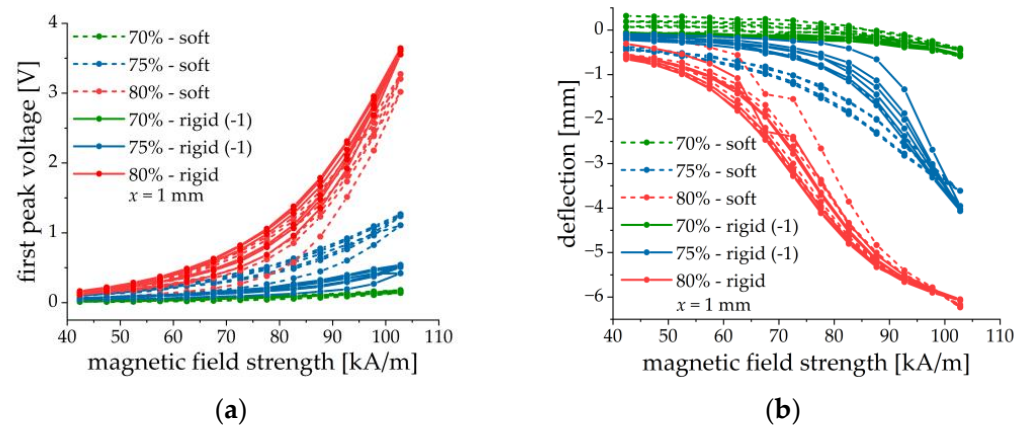 4
3
2
1
0
first peak voltage [V]
70% - soft
75% - soft
80% - soft
70% - rigid (-1)
75% - rigid (-1)
80% - rigid
x = 1 mm
40 50 60 70 80 90 100 110
magnetic field strength [kA/m]
(a)
0
−1
−2
−3
−4
−5
−6
deflection [mm]
70% - soft
75% - soft
80% - soft
70% - rigid (-1)
75% - rigid (-1)
80% - rigid
x = 1 mm
40 50 60 70 80 90 100 110
magnetic field strength [kA/m]
(b)